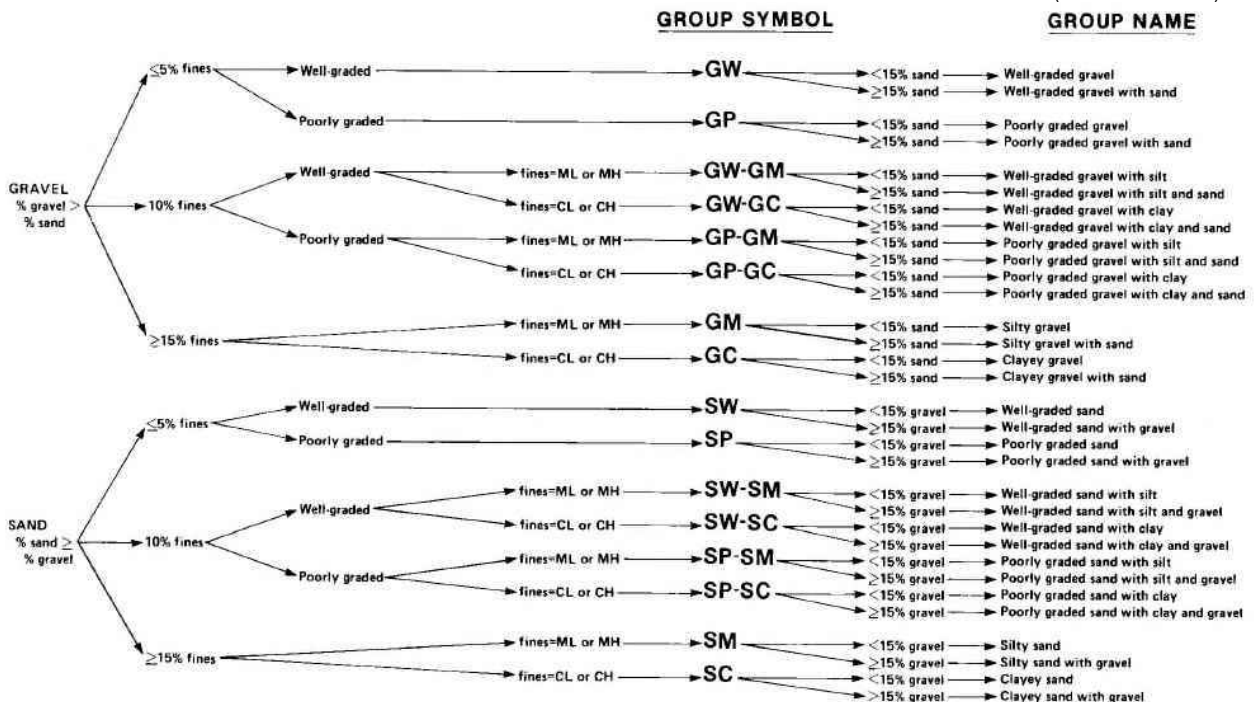 GROUP SYMBOL GROUP NAME
≤5% fines Well-graded GW <15% sand Well-graded gravel
≥15% sand Well-graded gravel with sand
Poorly graded GP <15% sand Poorly graded gravel
≥15% sand Poorly graded gravel with sand
GRAVEL
% gravel >
% sand
10% fines Well-graded fines=ML or MH GW-GM <15% sand Well-graded gravel with silt
≥15% sand Well-graded gravel with silt and sand
fines=CL or CH GW-GC <15% sand Well-graded gravel with clay
≥15% sand Well-graded gravel with clay and sand
Poorly graded fines=ML or MH GP-GM <15% sand Poorly graded gravel with silt
≥15% sand Poorly graded gravel with silt and sand
fines=CL or CH GP-GC <15% sand Poorly graded gravel with clay
≥15% sand Poorly graded gravel with clay and sand
≥15% fines fines=ML or MH GM <15% sand Silty gravel
≥15% sand Silty gravel with sand
fines=CL or CH GC <15% sand Clayey gravel
≥15% sand Clayey gravel with sand
≤5% fines Well-graded SW <15% gravel Well-graded sand
≥15% gravel Well-graded sand with gravel
Poorly graded SP <15% gravel Poorly graded sand
≥15% gravel Poorly graded sand with gravel
SAND
% sand ≥
% gravel
10% fines Well-graded fines=ML or MH SW-SM <15% gravel Well-graded sand with silt
≥15% gravel Well-graded sand with silt and gravel
fines=CL or CH SW-SC <15% gravel Well-graded sand with clay
≥15% gravel Well-graded sand with clay and gravel
Poorly graded fines=ML or MH SP-SM <15% gravel Poorly graded sand with silt
≥15% gravel Poorly graded sand with silt and gravel
fines=CL or CH SP-SC <15% gravel Poorly graded sand with clay
≥15% gravel Poorly graded sand with clay and gravel
≥15% fines fines=ML or MH SM <15% gravel Silty sand
≥15% gravel Silty sand with gravel
fines=CL or CH SC <15% gravel Clayey sand
≥15% gravel Clayey sand with gravel